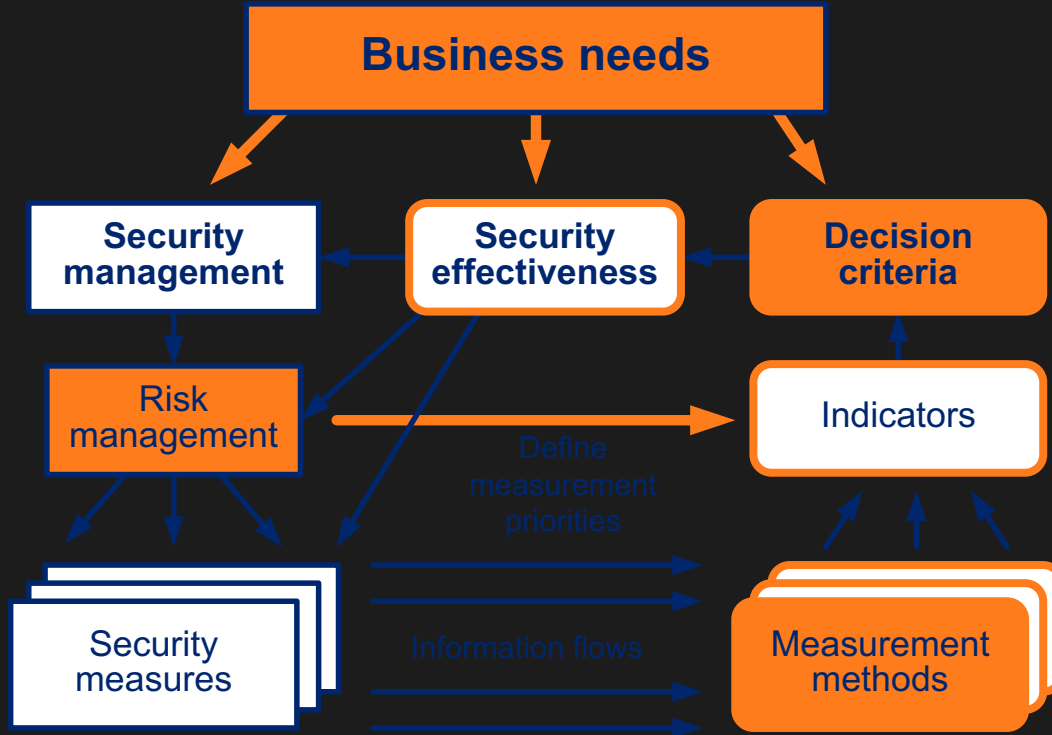 Business needs
Security
management
Security
effectiveness
Decision
criteria
Risk
management
Indicators
Define
measurement
priorities
Security
measures
Information flows
Measurement
methods